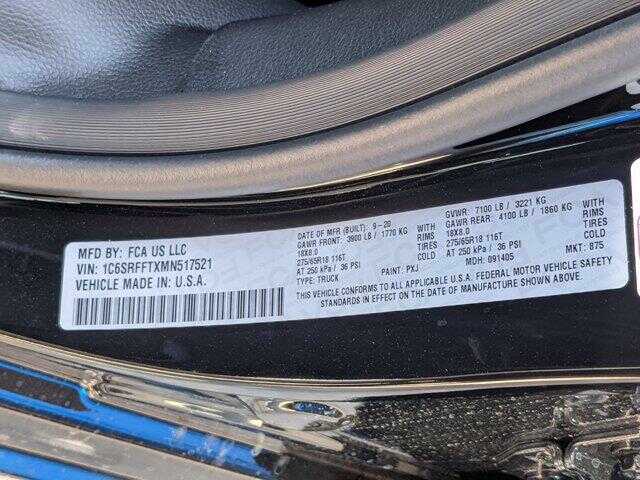 MFD BY: FCA US LLC
VIN: 1C6SRFFTXMN517521
VEHICLE MADE IN: U.S.A.
DATE OF MFR (BUILT): 9-20
GAWR FRONT: 3900 LB / 1770 KG WITH
18X8.0 RIMS
275/65R18 116T TIRES
AT 250 kPa / 36 PSI COLD
TYPE: TRUCK PAINT: PXJ
GVWR: 7100 LB / 3221 KG
GAWR REAR: 4100 LB / 1860 KG WITH
18X8.0 RIMS
275/65R18 116T TIRES
AT 250 kPa / 36 PSI COLD
MDH: 091405 MKT: B75
THIS VEHICLE CONFORMS TO ALL APPLICABLE U.S.A. FEDERAL MOTOR VEHICLE
SAFETY STANDARDS IN EFFECT ON THE DATE OF MANUFACTURE SHOWN ABOVE.